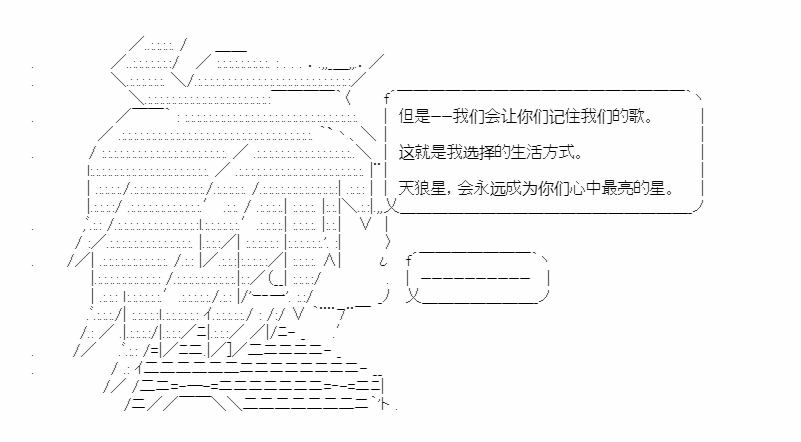 但是——我们会让你们记住我们的歌。
这就是我选择的生活方式。
天狼星，会永远成为你们心中最亮的星。
——————————